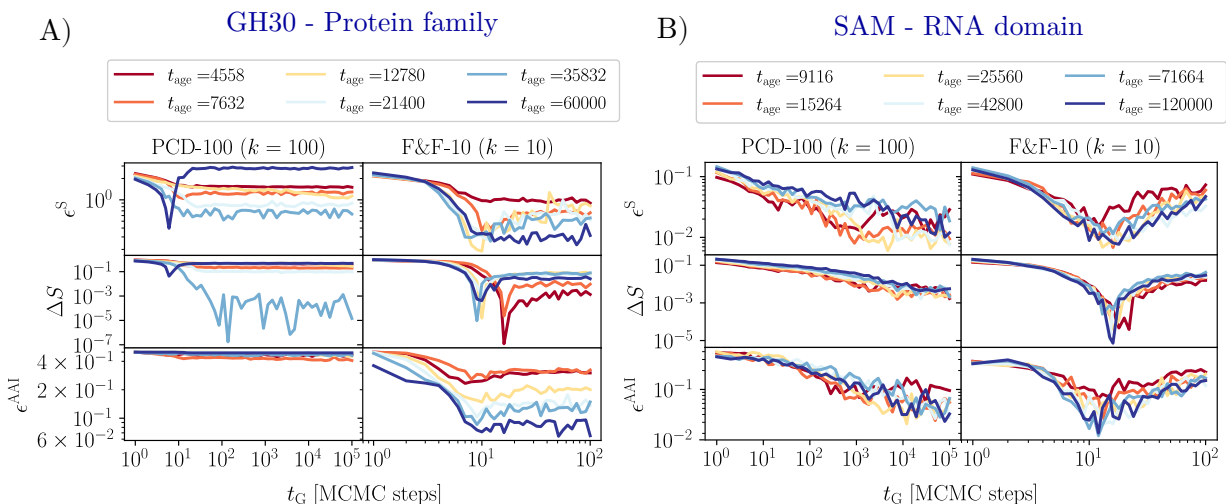 A)
GH30 - Protein family
t_age =4558
t_age =12780
t_age =35832
t_age =7632
t_age =21400
t_age =60000
PCD-100 (k = 100)
F&F-10 (k = 10)
ϵ^S
10^0
ΔS
10^-1
10^-3
10^-5
10^-7
ϵ^AAI
4 × 10^-1
2 × 10^-1
10^-1
6 × 10^-2
10^0
10^1
10^2
10^3
10^4
10^5
10^1
10^2
t_G [MCMC steps]
B)
SAM - RNA domain
t_age =9116
t_age =25560
t_age =71664
t_age =15264
t_age =42800
t_age =120000
PCD-100 (k = 100)
F&F-10 (k = 10)
ϵ^S
10^-1
10^-2
ΔS
10^-1
10^-3
10^-5
ϵ^AAI
10^-1
10^-2
10^0
10^1
10^2
10^3
10^4
10^5
10^0
10^1
10^2
t_G [MCMC steps]